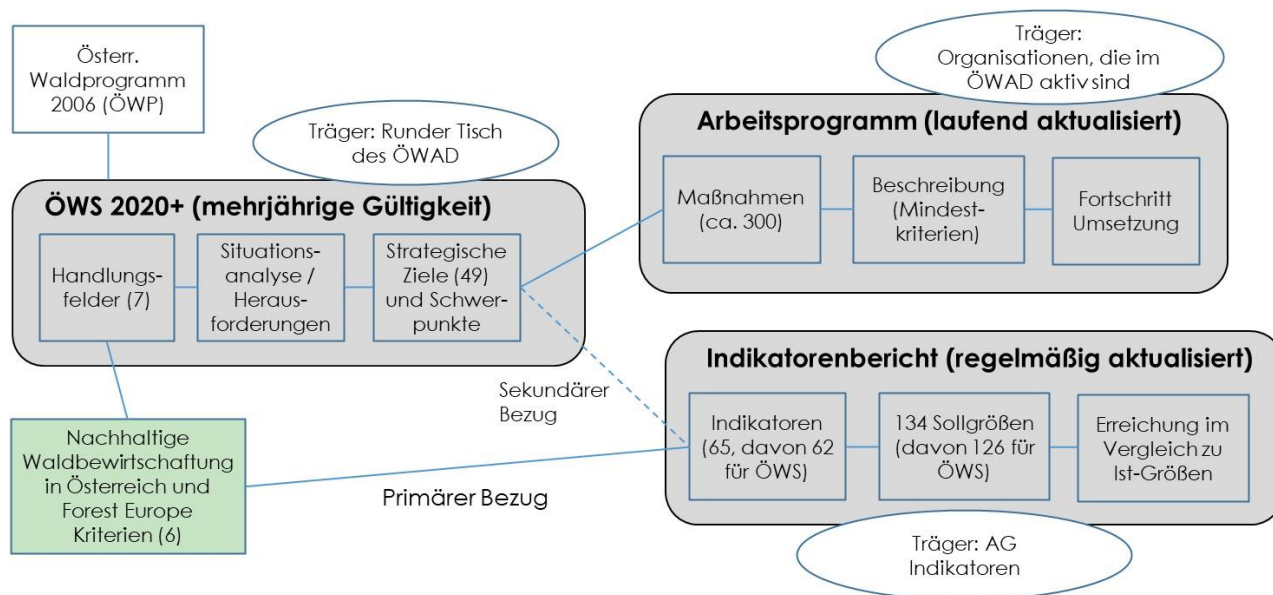 Österr.
Waldprogramm
2006 (ÖWP)
Träger: Runder Tisch
des ÖWAD
ÖWS 2020+ (mehrjährige Gültigkeit)
Handlungs-
felder (7)
Situations-
analyse /
Heraus-
forderungen
Strategische
Ziele (49)
und Schwer-
punkte
Träger:
Organisationen, die im
ÖWAD aktiv sind
Arbeitsprogramm (laufend aktualisiert)
Maßnahmen
(ca. 300)
Beschreibung
(Mindest-
kriterien)
Fortschritt
Umsetzung
Nachhaltige
Waldbewirtschaftung
in Österreich und
Forest Europe
Kriterien (6)
Sekundärer
Bezug
Primärer Bezug
Indikatorenbericht (regelmäßig aktualisiert)
Indikatoren
(65, davon 62
für ÖWS)
134 Sollgrößen
(davon 126 für
ÖWS)
Erreichung im
Vergleich zu
Ist-Größen
Träger: AG
Indikatoren